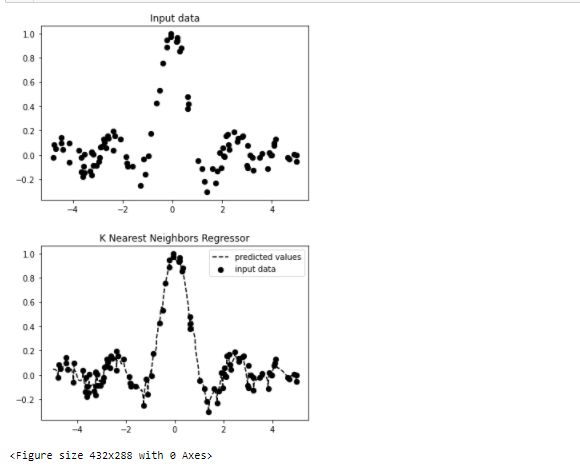 Input data
1.0
0.8
0.6
0.4
0.2
0.0
−0.2
−4 −2 0 2 4
K Nearest Neighbors Regressor
predicted values
input data
1.0
0.8
0.6
0.4
0.2
0.0
−0.2
−4 −2 0 2 4
<Figure size 432x288 with 0 Axes>